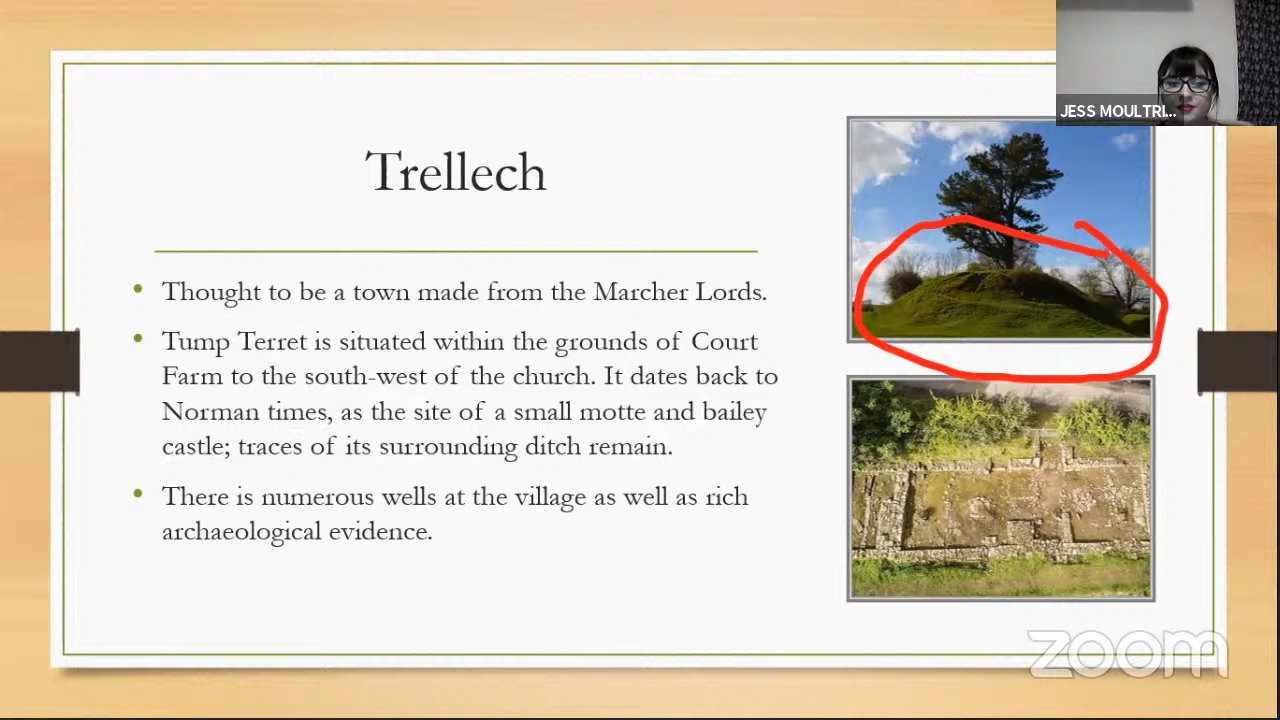 JESS MOULTRI...
Trellech
• Thought to be a town made from the Marcher Lords.
• Tump Terret is situated within the grounds of Court
Farm to the south-west of the church. It dates back to
Norman times, as the site of a small motte and bailey
castle; traces of its surrounding ditch remain.
• There is numerous wells at the village as well as rich
archaeological evidence.
zoom